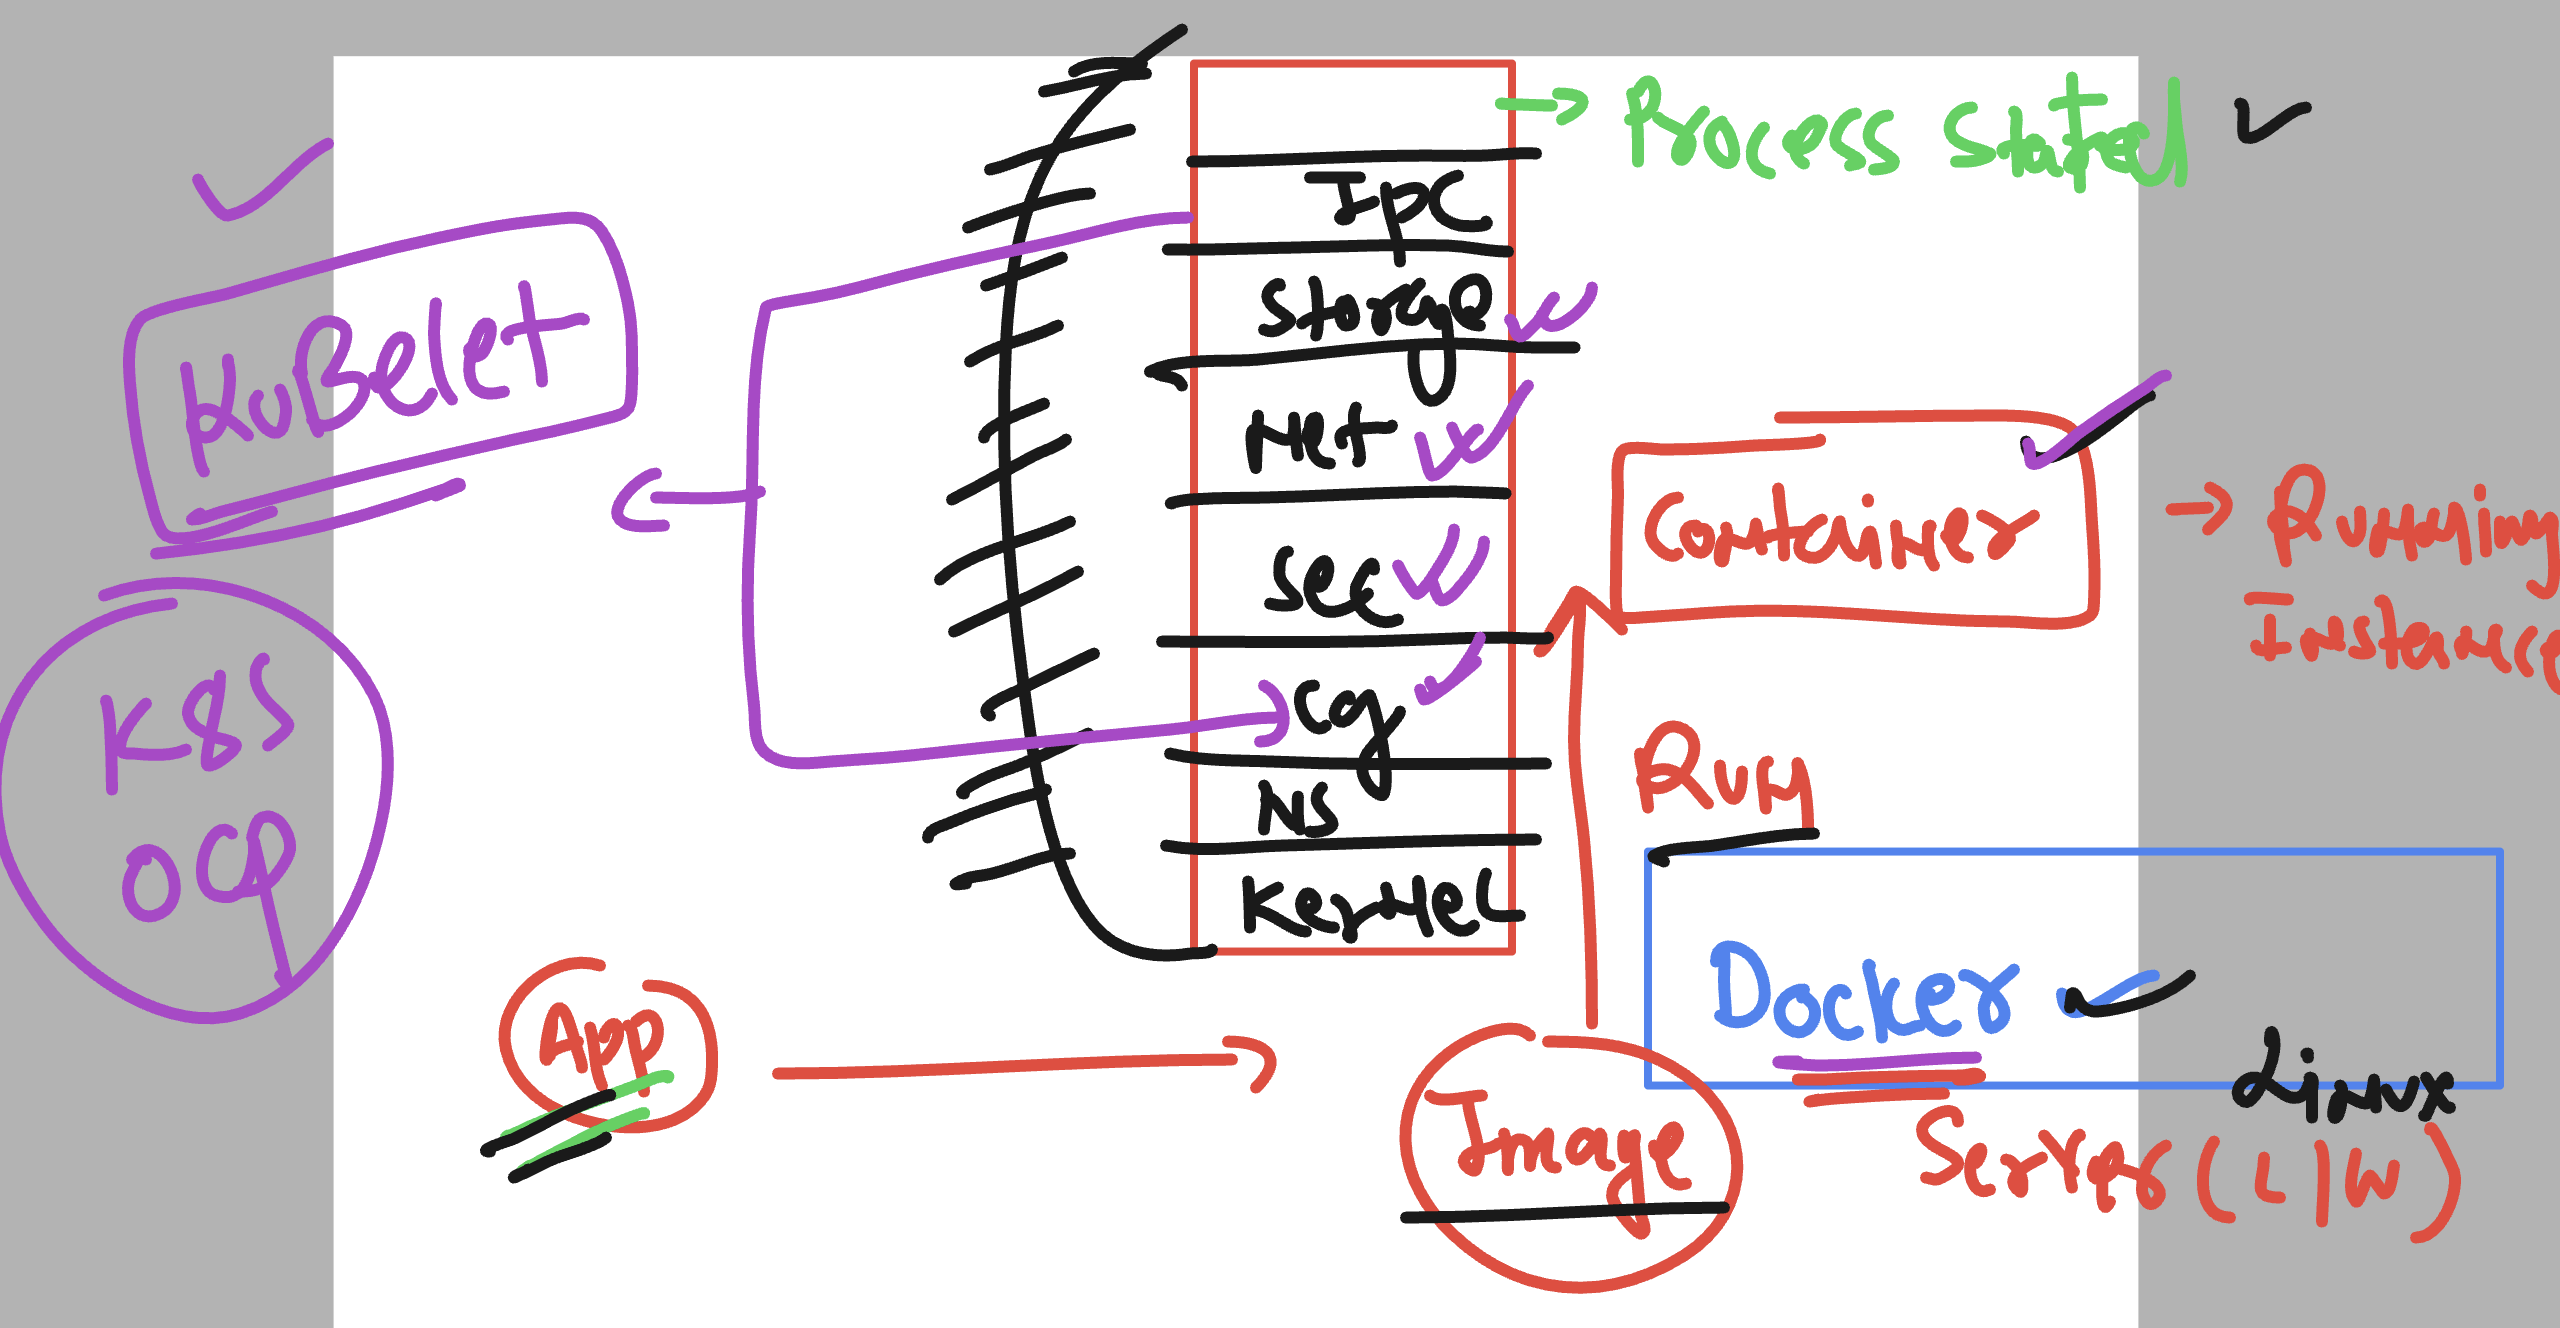 Process Stated
IPC
Storage
Net
Sec
Cg
NS
Kernel
KuBelet
K8S
OCP
Container
Running
Instance
Run
Docker
Linux
Server (L/W)
App
Image